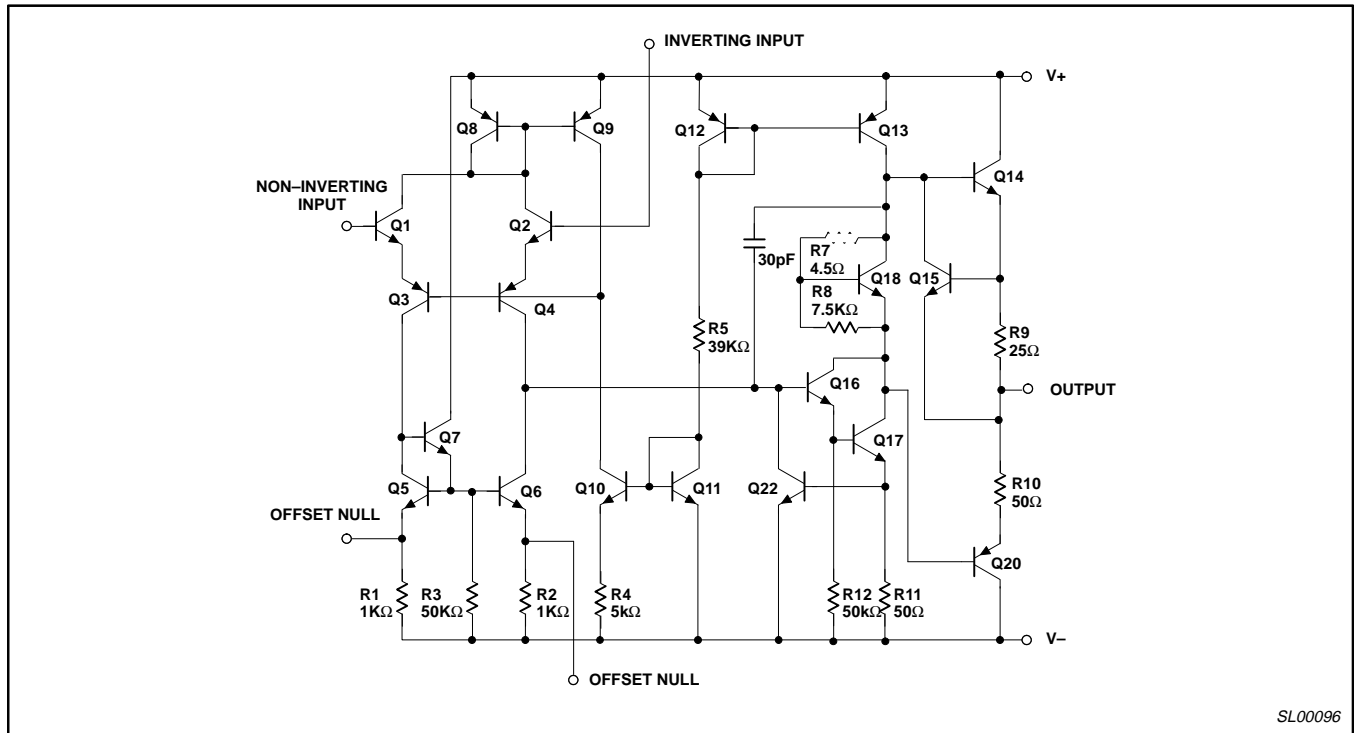 INVERTING INPUT
V+
Q8
Q9
Q12
Q13
Q14
NON–INVERTING
INPUT
Q1
Q2
30pF
R7
4.5Ω
Q18
Q15
Q3
Q4
R8
7.5KΩ
R5
39KΩ
R9
25Ω
Q16
OUTPUT
Q7
Q17
Q5
Q6
Q10
Q11
Q22
R10
50Ω
OFFSET NULL
Q20
R1
1KΩ
R3
50KΩ
R2
1KΩ
R4
5kΩ
R12
50kΩ
R11
50Ω
V–
OFFSET NULL
SL00096